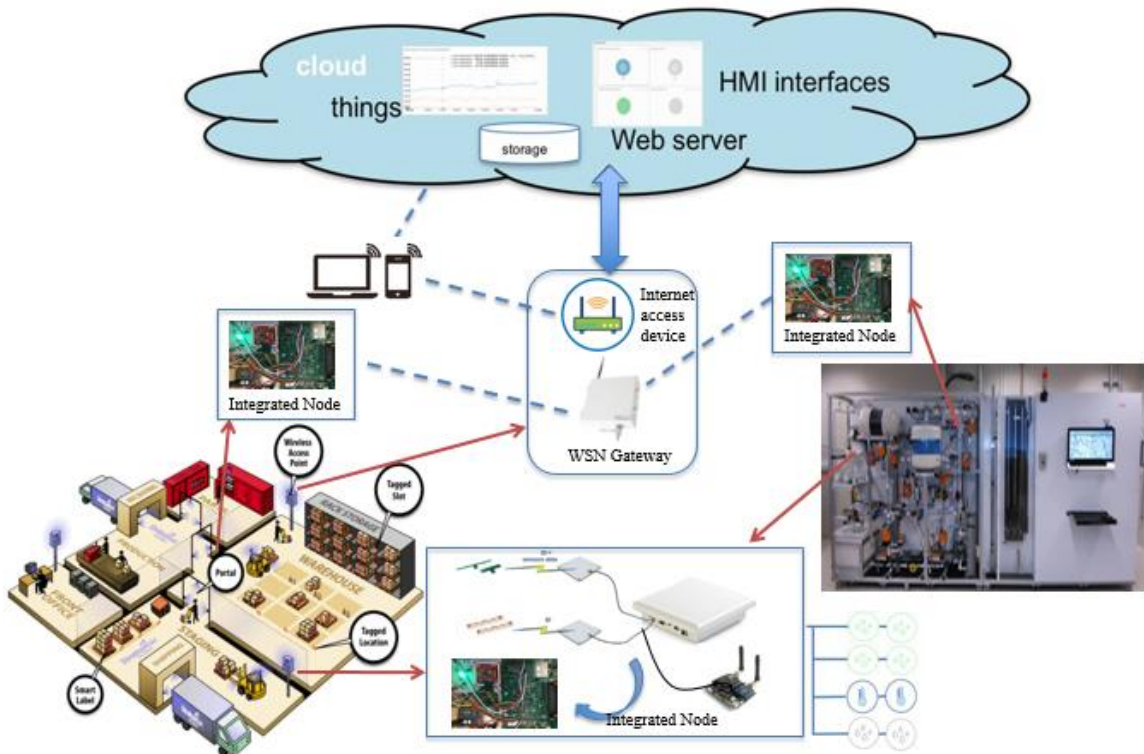 cloud
things
HMI interfaces
storage
Web server
Internet
access
device
Integrated Node
Integrated Node
WSN Gateway
Wireless
Access
Point
Tagged
Slot
RACK STORAGE
WAREHOUSE
PRODUCTION
Portal
FRONT
OFFICE
STAGING
Tagged
Location
Smart
Label
Integrated Node